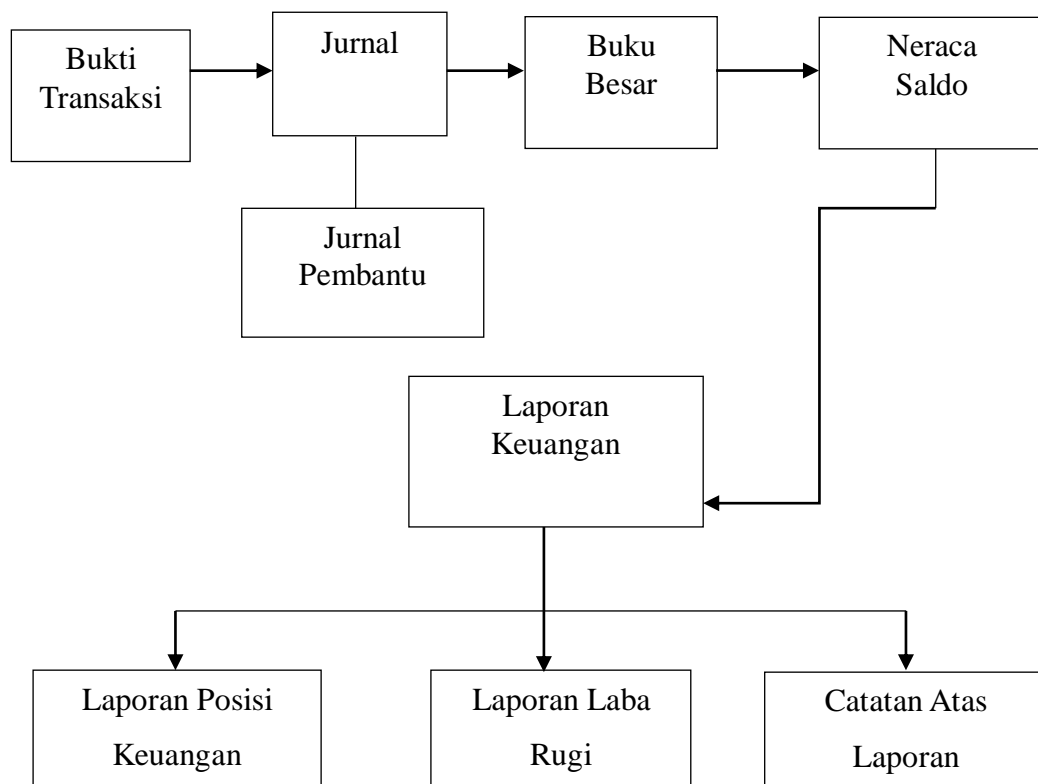 Bukti
Transaksi
Jurnal
Buku
Besar
Neraca
Saldo
Jurnal
Pembantu
Laporan
Keuangan
Laporan Posisi
Keuangan
Laporan Laba
Rugi
Catatan Atas
Laporan